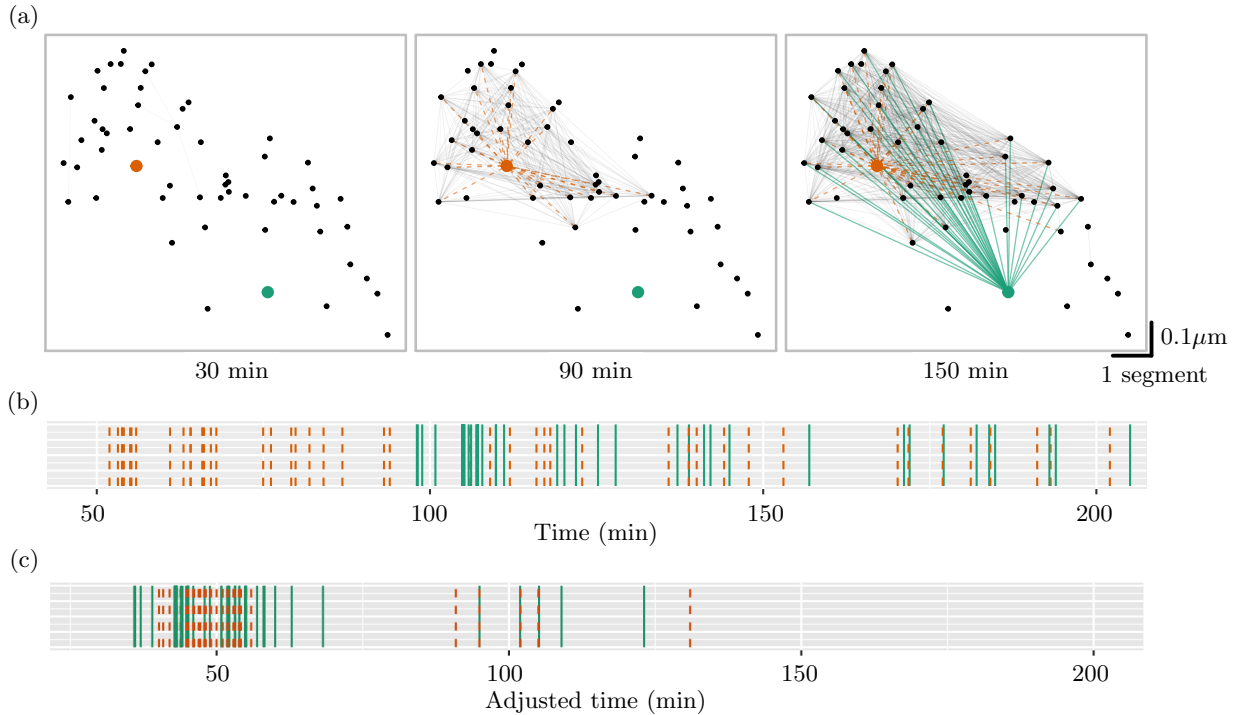 (a)
30 min
90 min
150 min
0.1μm
1 segment
(b)
50
100
150
200
Time (min)
(c)
50
100
150
200
Adjusted time (min)